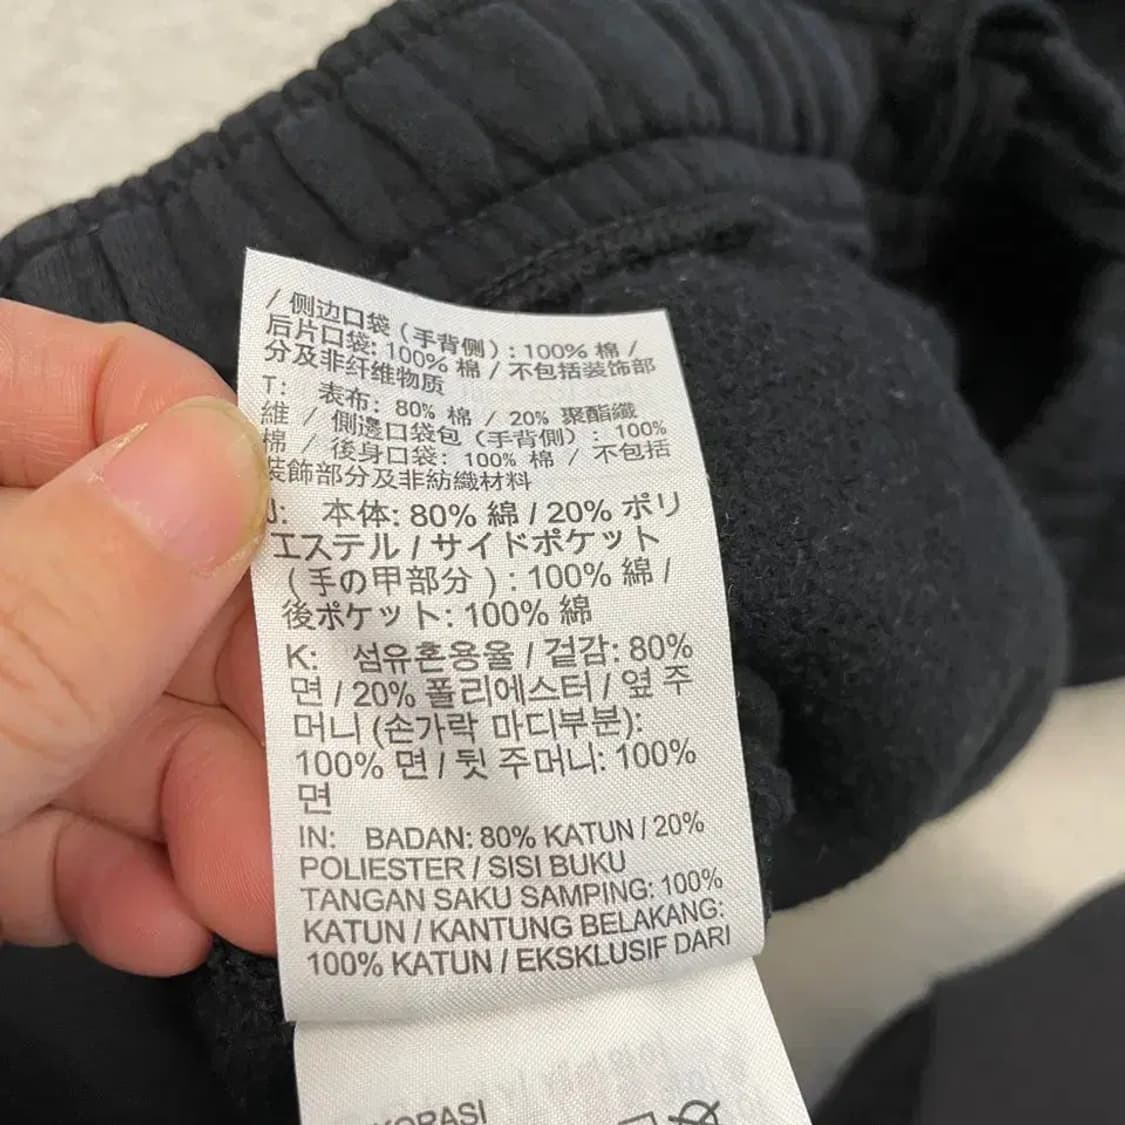 / 侧边口袋 (手背侧) : 100% 棉 /
后片口袋: 100% 棉 / 不包括装饰部
分及非纤维物质
T: 表布: 80% 棉 / 20% 聚酯纖
維 / 側邊口袋包 (手背側) : 100%
棉 / 後身口袋: 100% 棉 / 不包括
装飾部分及非紡織材料
J: 本体: 80% 綿 / 20% ポリ
エステル / サイドポケット
(手の甲部分) : 100% 綿 /
後ポケット: 100% 綿
K: 섬유혼용율 / 겉감: 80%
면 / 20% 폴리에스터 / 옆 주
머니 (손가락 마디부분):
100% 면 / 뒷 주머니: 100%
면
IN: BADAN: 80% KATUN / 20%
POLIESTER / SISI BUKU
TANGAN SAKU SAMPING: 100%
KATUN / KANTUNG BELAKANG:
100% KATUN / EKSKLUSIF DARI